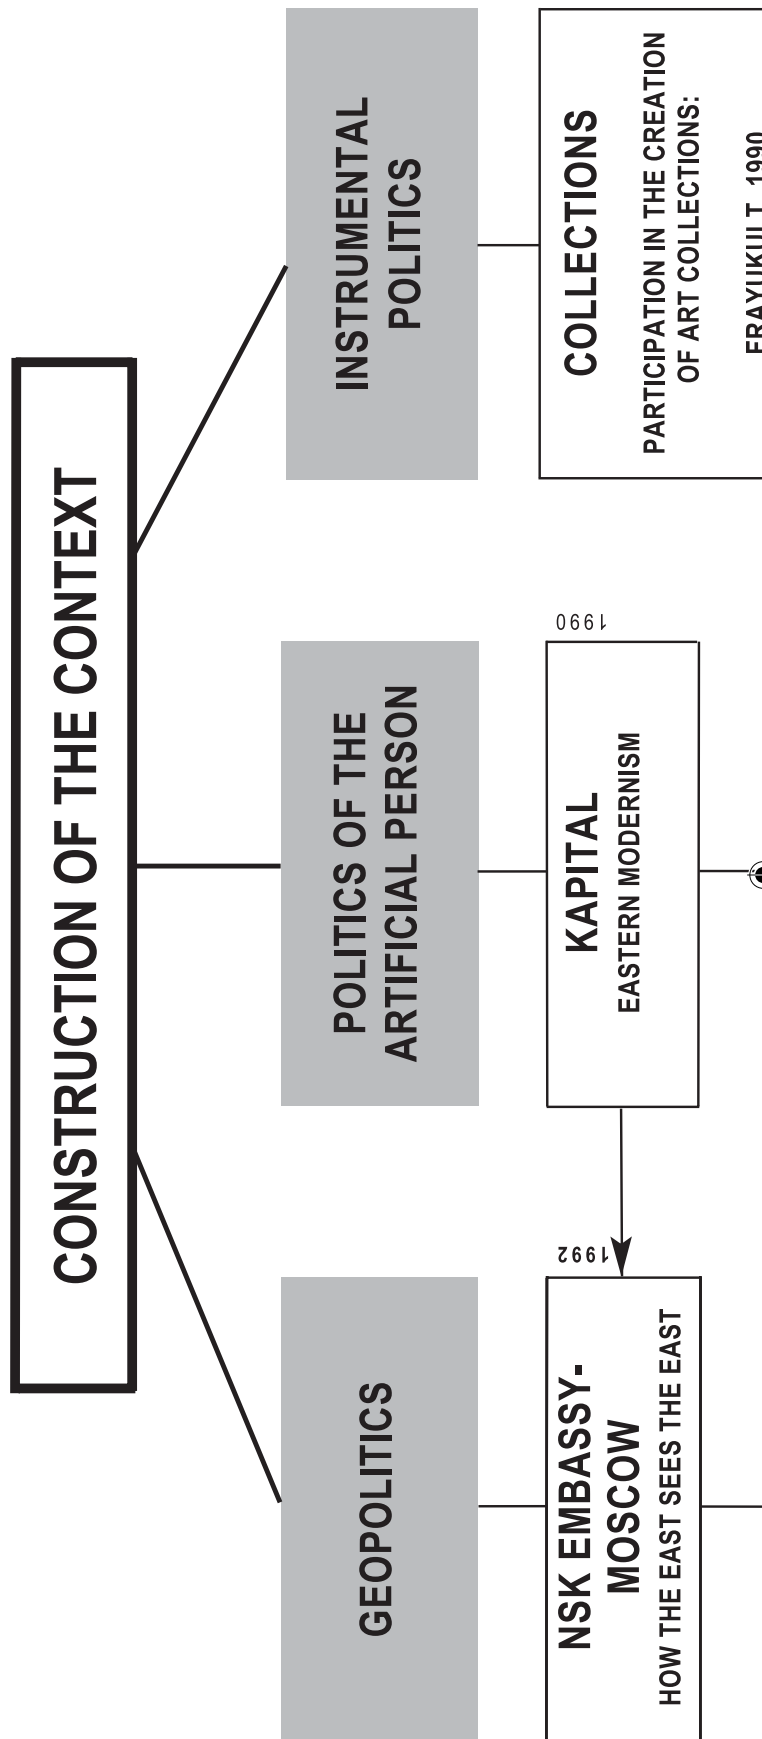 CONSTRUCTION OF THE CONTEXT
GEOPOLITICS
POLITICS OF THE
ARTIFICIAL PERSON
INSTRUMENTAL
POLITICS
1992
NSK EMBASSY-
MOSCOW
HOW THE EAST SEES THE EAST
1990
KAPITAL
EASTERN MODERNISM
COLLECTIONS
PARTICIPATION IN THE CREATION
OF ART COLLECTIONS:
1990